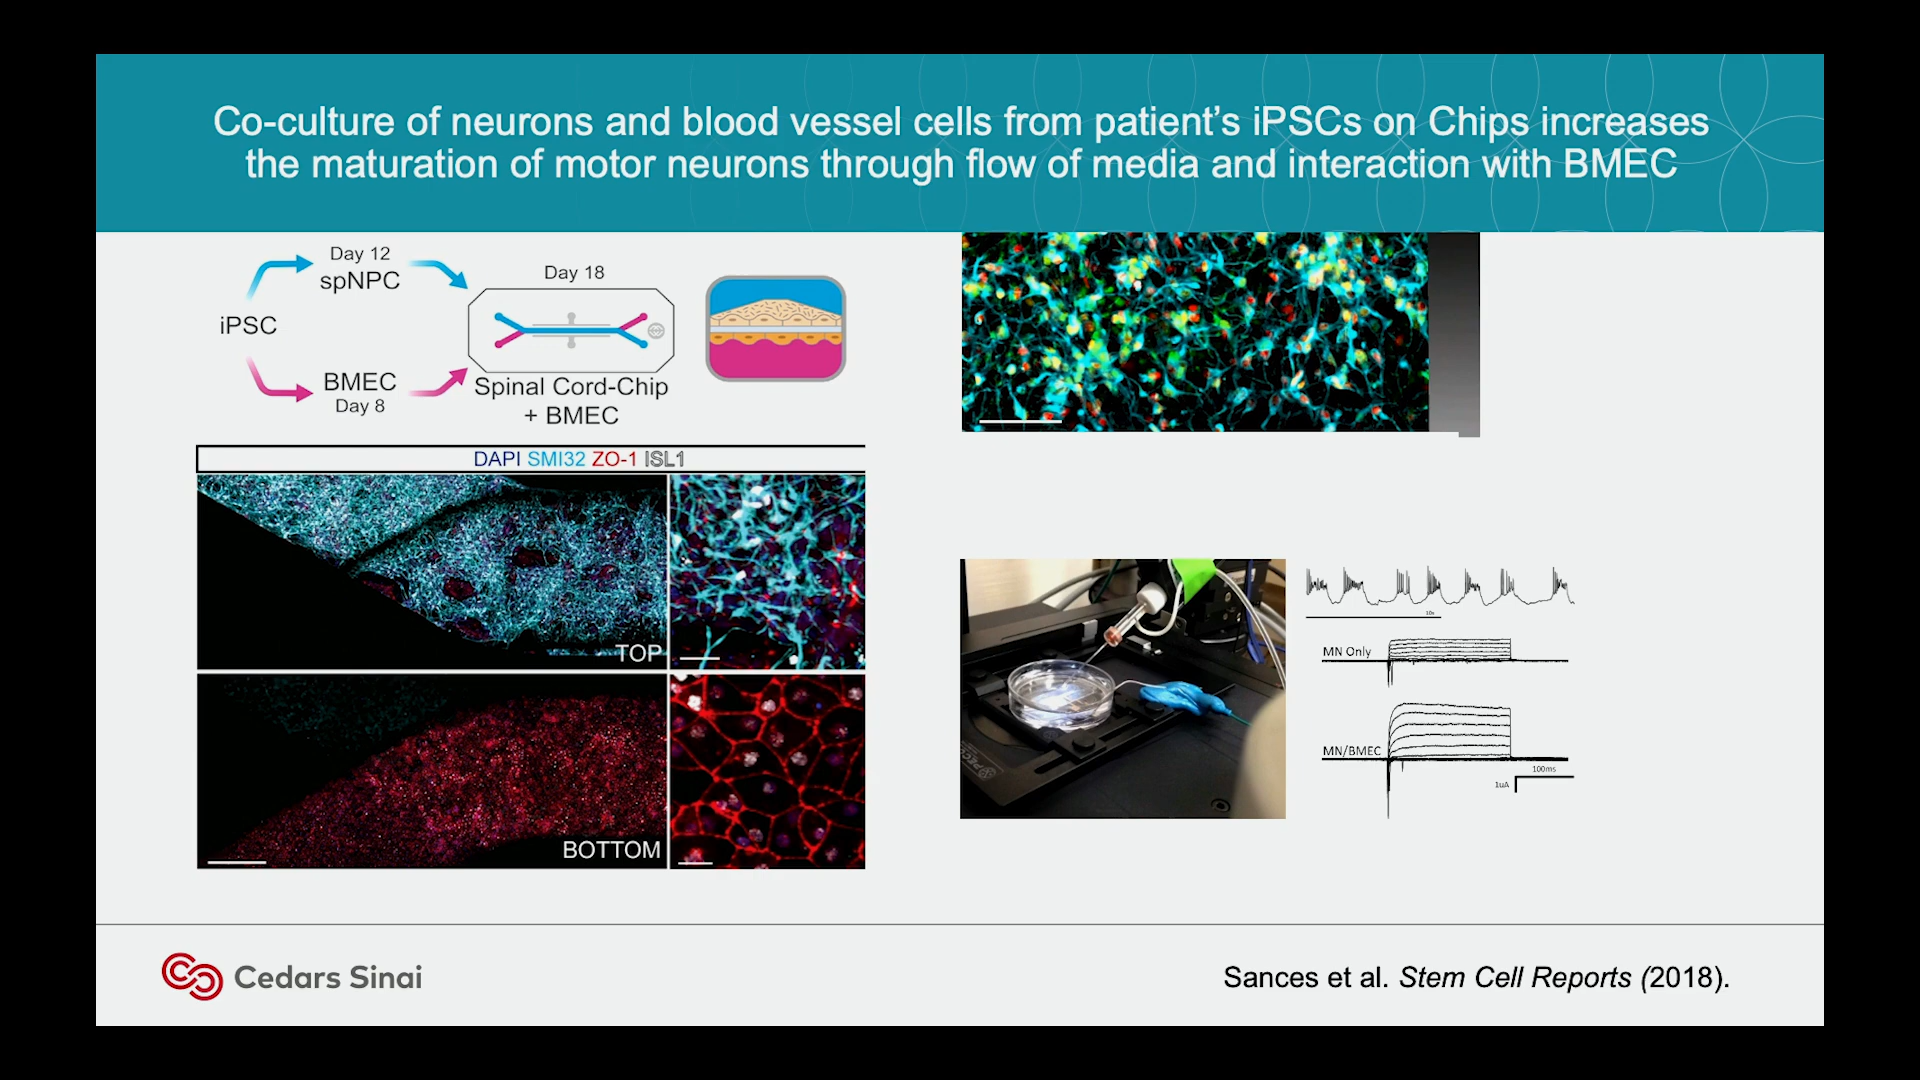 Co-culture of neurons and blood vessel cells from patient’s iPSCs on Chips increases
the maturation of motor neurons through flow of media and interaction with BMEC
Day 12
spNPC
iPSC
BMEC
Day 8
Day 18
Spinal Cord-Chip
+ BMEC
DAPI SMI32 ZO-1 ISL1
TOP
BOTTOM
10s
MN Only
MN/BMEC
100ms
1uA
Cedars Sinai
Sances et al. Stem Cell Reports (2018).